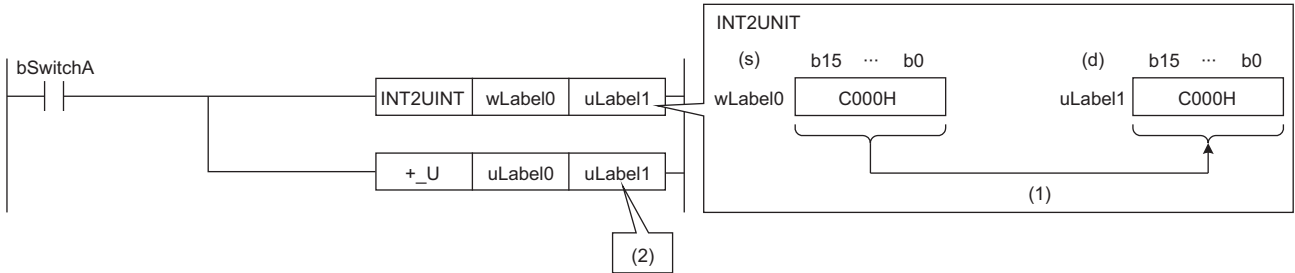 bSwitchA
INT2UINT wLabel0 uLabel1
+_U uLabel0 uLabel1
(2)
INT2UNIT
(s) b15 ··· b0 (d) b15 ··· b0
wLabel0 C000H uLabel1 C000H
(1)